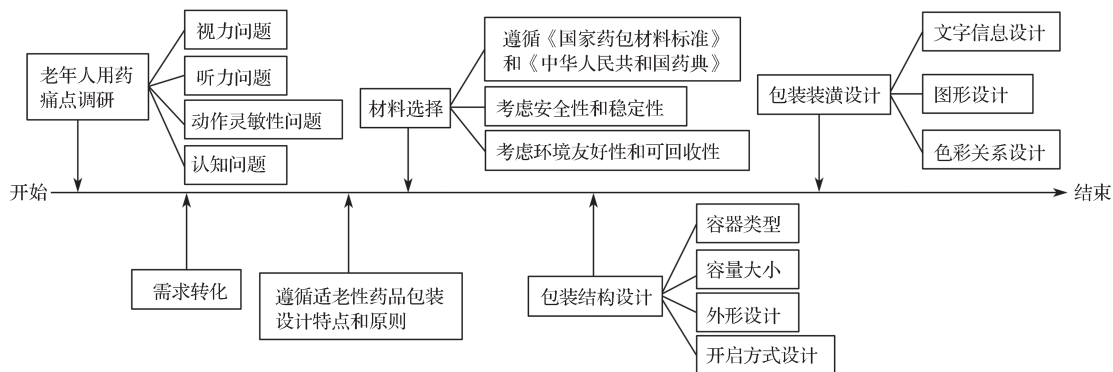 老年人用药
痛点调研
视力问题
听力问题
动作灵敏性问题
认知问题
材料选择
遵循《国家药包材料标准》
和《中华人民共和国药典》
考虑安全性和稳定性
考虑环境友好性和可回收性
包装装潢设计
文字信息设计
图形设计
色彩关系设计
开始
结束
需求转化
遵循适老性药品包装
设计特点和原则
包装结构设计
容器类型
容量大小
外形设计
开启方式设计